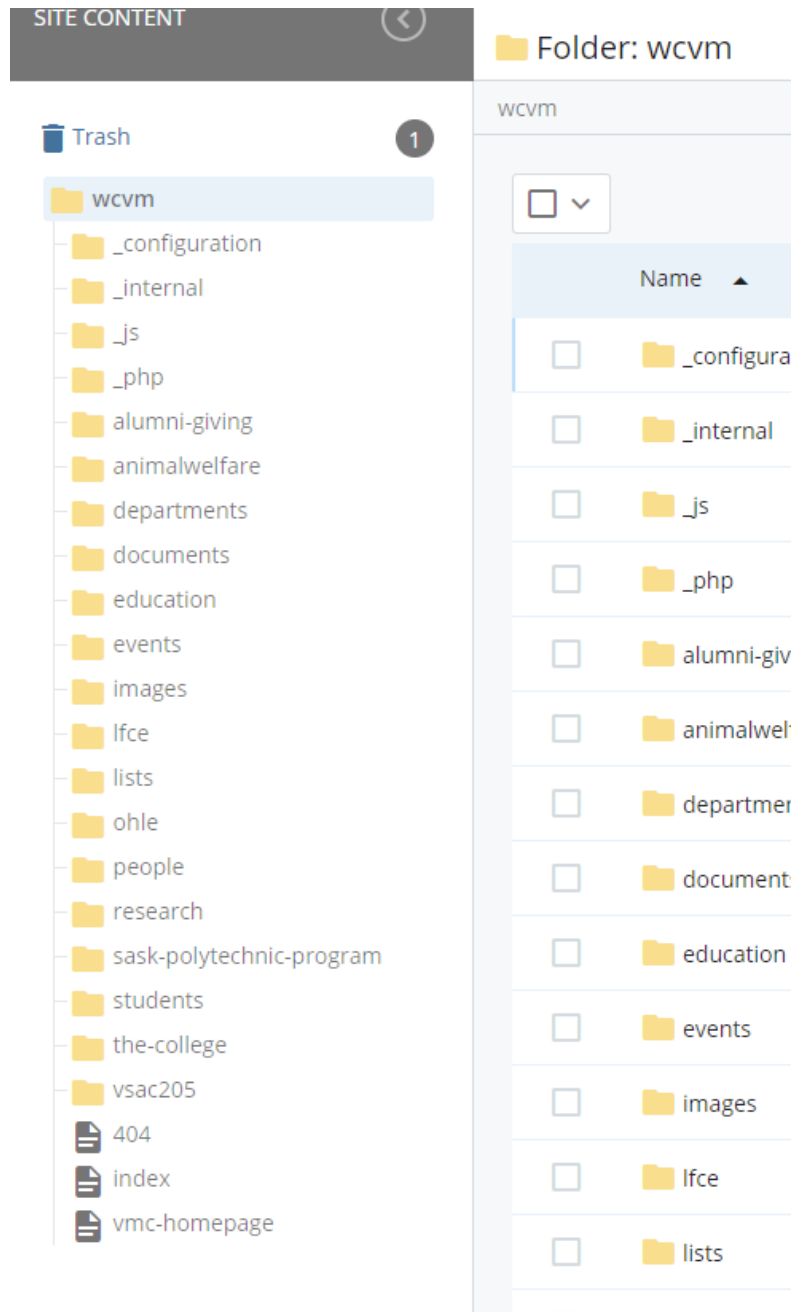 SITE CONTENT
Trash
1
wcvm
_configuration
_internal
_js
_php
alumni-giving
animalwelfare
departments
documents
education
events
images
lfce
lists
ohle
people
research
sask-polytechnic-program
students
the-college
vsac205
404
index
vmc-homepage
Folder: wcvm
wcvm
Name
_configura
_internal
_js
_php
alumni-giv
animalwel
departmen
documents
education
events
images
lfce
lists